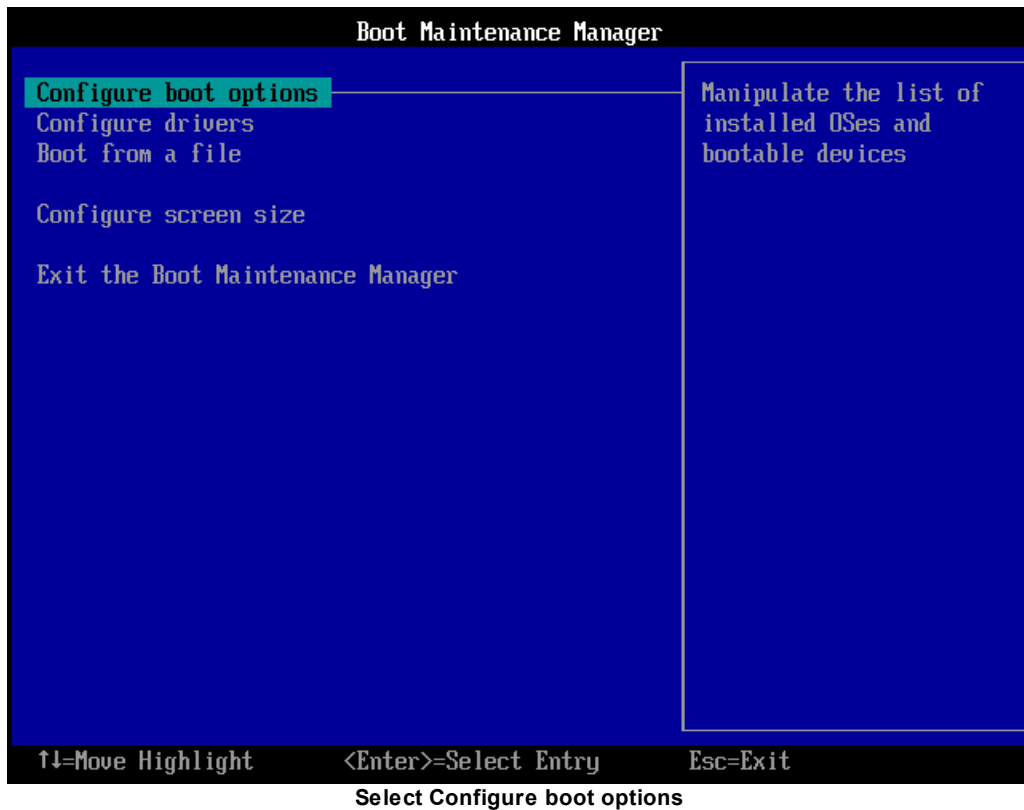 Boot Maintenance Manager
Configure boot options
Configure drivers
Boot from a file
Configure screen size
Exit the Boot Maintenance Manager
Manipulate the list of
installed OSes and
bootable devices
↑↓=Move Highlight <Enter>=Select Entry Esc=Exit
Select Configure boot options